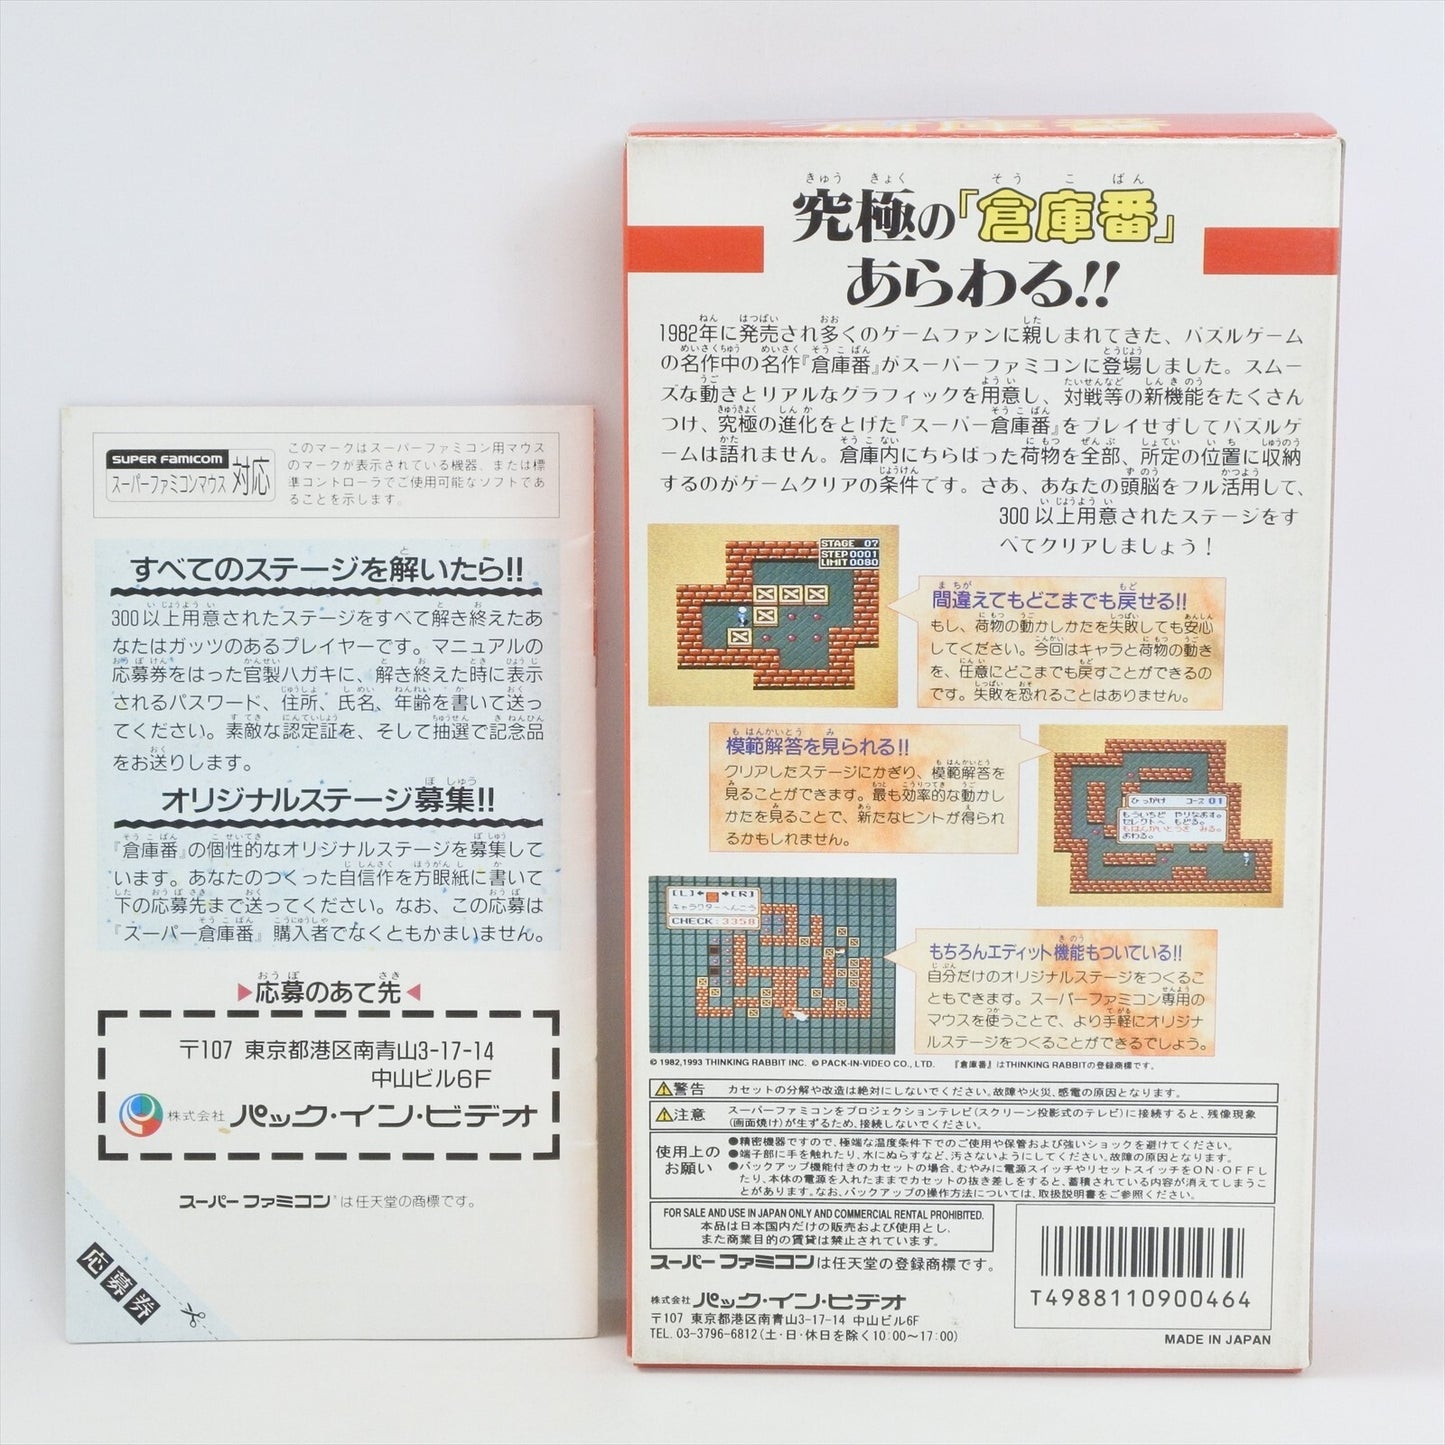 SUPER FAMICOM
スーパーファミコンマウス
対応
このマークはスーパーファミコン用マウス
のマークが表示されている機器、または標
準コントローラでご使用可能なソフトであ
ることを示します。
すべてのステージを解いたら!!
300以上用意されたステージをすべて解き終えたあ
なたはガッツのあるプレイヤーです。マニュアルの
応募券をはった官製ハガキに、解き終えた時に表示
されるパスワード、住所、氏名、年齢を書いて送っ
てください。素敵な認定証を、そして抽選で記念品
をお送りします。
オリジナルステージ募集!!
『倉庫番』の個性的なオリジナルステージを募集して
います。あなたのつくった自信作を方眼紙に書いて
下の応募先まで送ってください。なお、この応募は
『スーパー倉庫番』購入者でなくともかまいません。
▶応募のあて先◀
〒107 東京都港区南青山3-17-14
中山ビル6F
株式会社 パック・イン・ビデオ
スーパーファミコン®は任天堂の商標です。
応募券
究極の『倉庫番』
あらわる!!
1982年に発売され多くのゲームファンに親しまれてきた、パズルゲーム
の名作中の名作『倉庫番』がスーパーファミコンに登場しました。スムー
ズな動きとリアルなグラフィックを用意し、対戦等の新機能をたくさん
つけ、究極の進化をとげた『スーパー倉庫番』をプレイせずしてパズルゲ
ームは語れません。倉庫内にちらばった荷物を全部、所定の位置に収納
するのがゲームクリアの条件です。さあ、あなたの頭脳をフル活用して、
300以上用意されたステージをす
べてクリアしましょう！
STAGE 07
STEP0001
LIMIT0080
間違えてもどこまでも戻せる!!
もし、荷物の動かしかたを失敗しても安心
してください。今回はキャラと荷物の動き
を、任意にどこまでも戻すことができるの
です。失敗を恐れることはありません。
模範解答を見られる!!
クリアしたステージにかぎり、模範解答を
見ることができます。最も効率的な動かし
かたを見ることで、新たなヒントが得られ
るかもしれません。
ひっかけ コース01
もういちど やりなおす。
セレクトへ もどる。
もはんかいとうを みる。
おわる。
[L]← →[R]
キャラクターへんこう
CHECK:3358
もちろんエディット機能もついている!!
自分だけのオリジナルステージをつくるこ
ともできます。スーパーファミコン専用の
マウスを使うことで、より手軽にオリジナ
ルステージをつくることができるでしょう。
© 1982,1993 THINKING RABBIT INC. © PACK-IN-VIDEO CO., LTD. 『倉庫番』はTHINKING RABBITの登録商標です。
⚠警告 カセットの分解や改造は絶対にしないでください。故障や火災、感電の原因となります。
⚠注意 スーパーファミコンをプロジェクションテレビ(スクリーン投影式のテレビ)に接続すると、残像現象
(画面焼け)が生ずるため、接続しないでください。
使用上の
お願い
●精密機器ですので、極端な温度条件下でのご使用や保管および強いショックを避けてください。
●端子部に手を触れたり、水にぬらすなど、汚さないようにしてください。故障の原因となります。
●バックアップ機能付きのカセットの場合、むやみに電源スイッチやリセットスイッチをON・OFFし
たり、本体の電源を入れたままでカセットの抜き差しをすると、蓄積されている内容が消えてしまうこ
とがあります。なお、バックアップの操作方法については、取扱説明書をご参照ください。
FOR SALE AND USE IN JAPAN ONLY AND COMMERCIAL RENTAL PROHIBITED.
本品は日本国内だけの販売および使用とし、
また商業目的の賃貸は禁止されています。
スーパーファミコンは任天堂の登録商標です。
株式会社 パック・イン・ビデオ
〒107 東京都港区南青山3-17-14 中山ビル6F
TEL. 03-3796-6812(土・日・休日を除く10:00〜17:00)
T4988110900464
MADE IN JAPAN